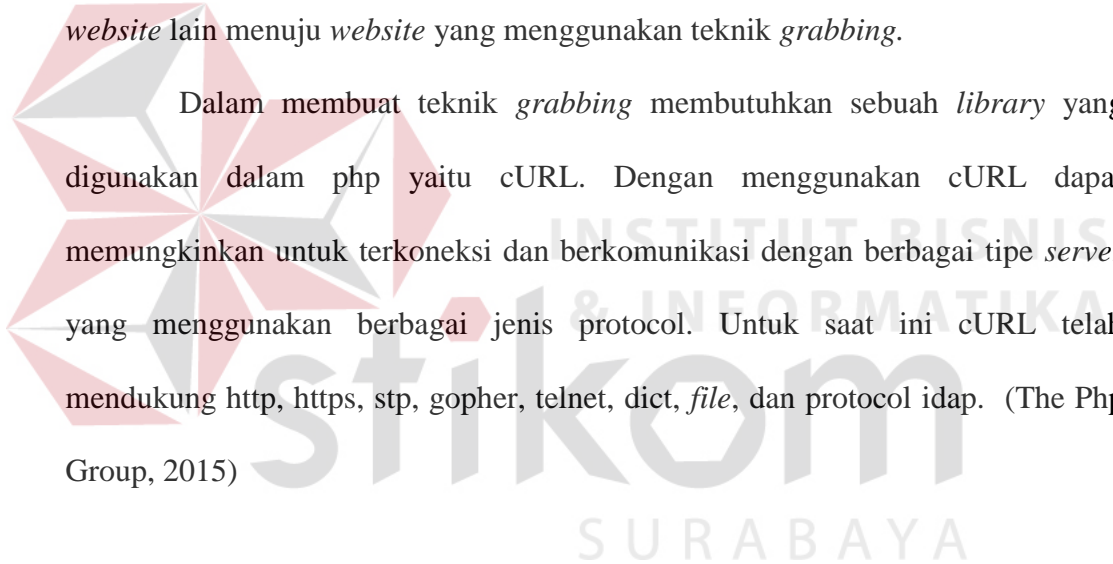 website lain menuju website yang menggunakan teknik grabbing.
Dalam membuat teknik grabbing membutuhkan sebuah library yang
digunakan dalam php yaitu cURL. Dengan menggunakan cURL dapa
memungkinkan untuk terkoneksi dan berkomunikasi dengan berbagai tipe serve
yang menggunakan berbagai jenis protocol. Untuk saat ini cURL telah
mendukung http, https, stp, gopher, telnet, dict, file, dan protocol idap. (The Php
Group, 2015)
INSTITUT BISNIS
& INFORMATIKA
stikom
SURABAYA